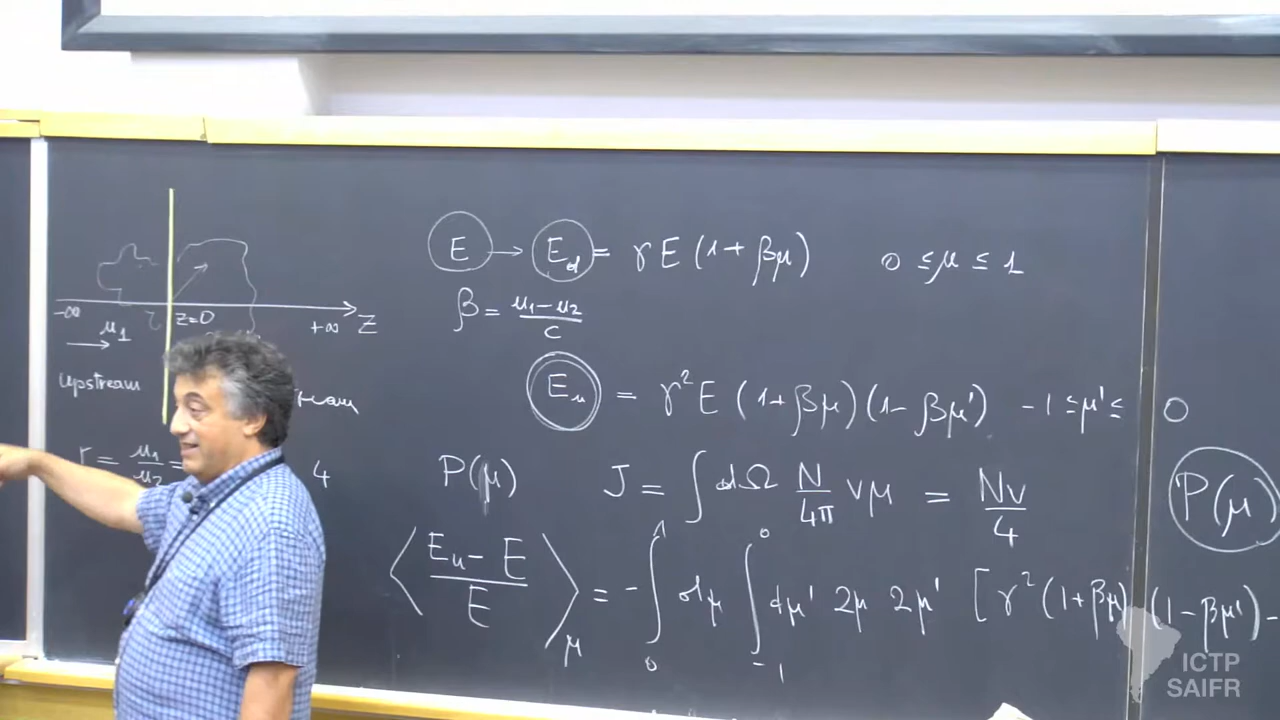 E → E_d = γ E (1 + βμ)   0 ≤ μ ≤ 1
β = (u₁ − u₂)/c
E_u = γ² E (1 + βμ)(1 − βμ')   −1 ≤ μ' ≤ 0
P(μ)   J = ∫ dΩ N/4π vμ = Nv/4   P(μ)
⟨(E_u − E)/E⟩_μ = − ∫₀¹ dμ ∫₋₁⁰ dμ' 2μ 2μ' [γ² (1 + βμ)(1 − βμ') −
−∞   z=0   +∞   Z
u₁
Upstream
r = u₁/u₂ =   4
ICTP
SAIFR